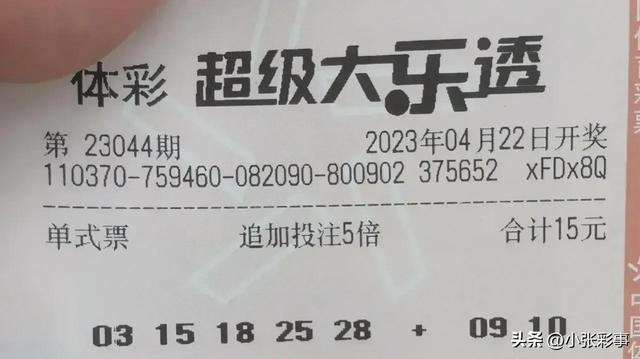 体彩 超级大乐透
第 23044期 2023年04月22日开奖
110370-759460-082090-800902 375652 xFDx8Q
单式票 追加投注5倍 合计15元
03 15 18 25 28 + 09 10
头条 @小张彩事